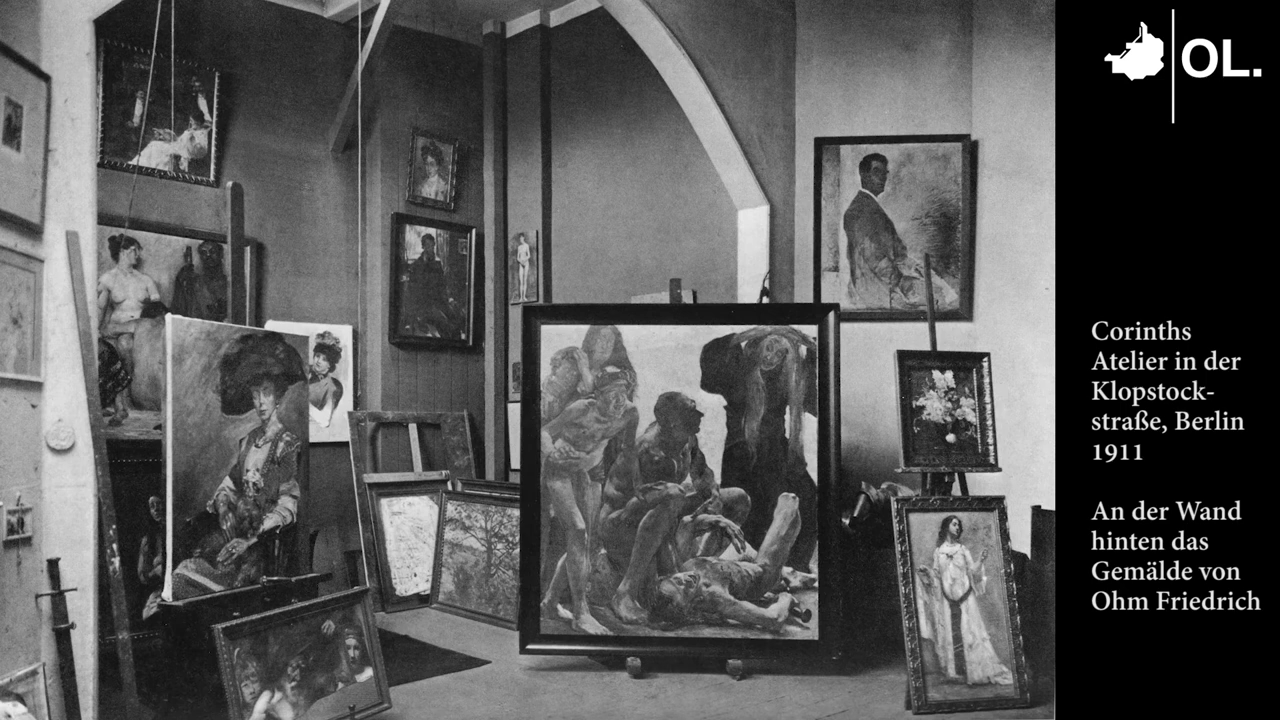 OL.
Corinths
Atelier in der
Klopstock-
straße, Berlin
1911
An der Wand
hinten das
Gemälde von
Ohm Friedrich